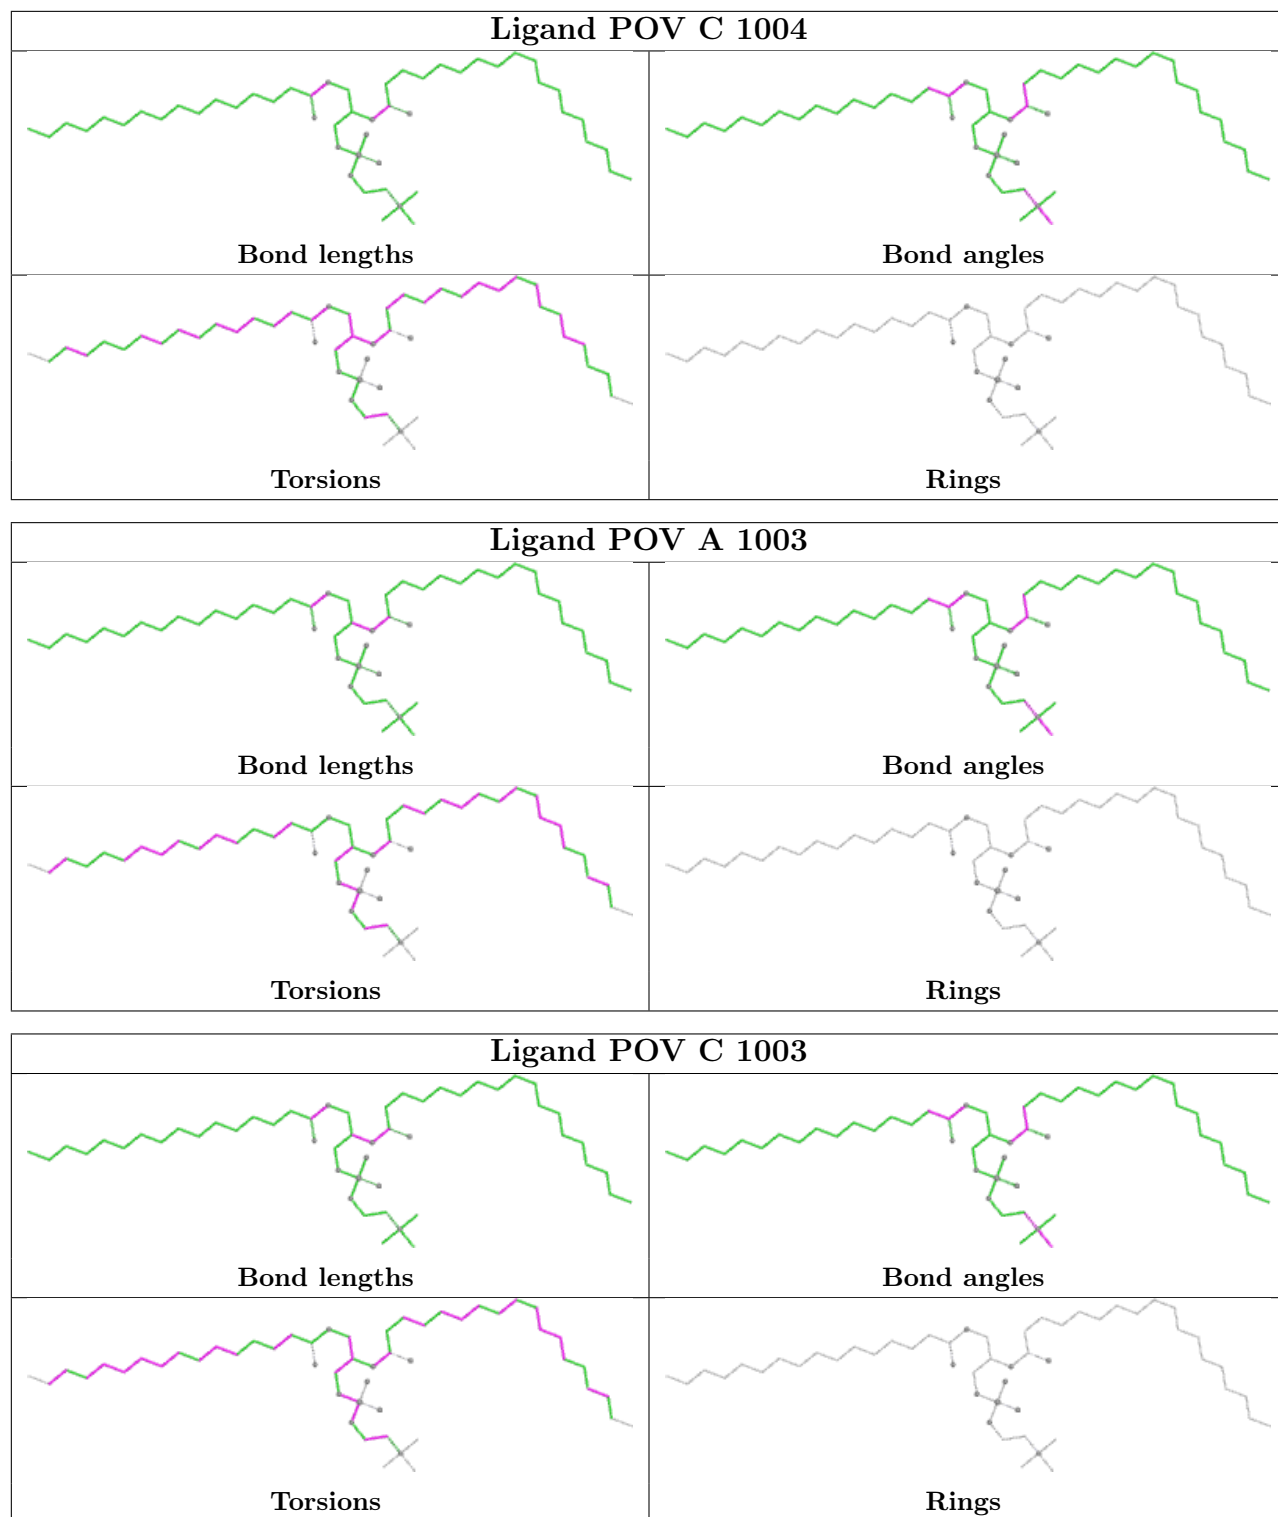 Ligand POV C 1004
Bond lengths
Bond angles
Torsions
Rings
Ligand POV A 1003
Bond lengths
Bond angles
Torsions
Rings
Ligand POV C 1003
Bond lengths
Bond angles
Torsions
Rings